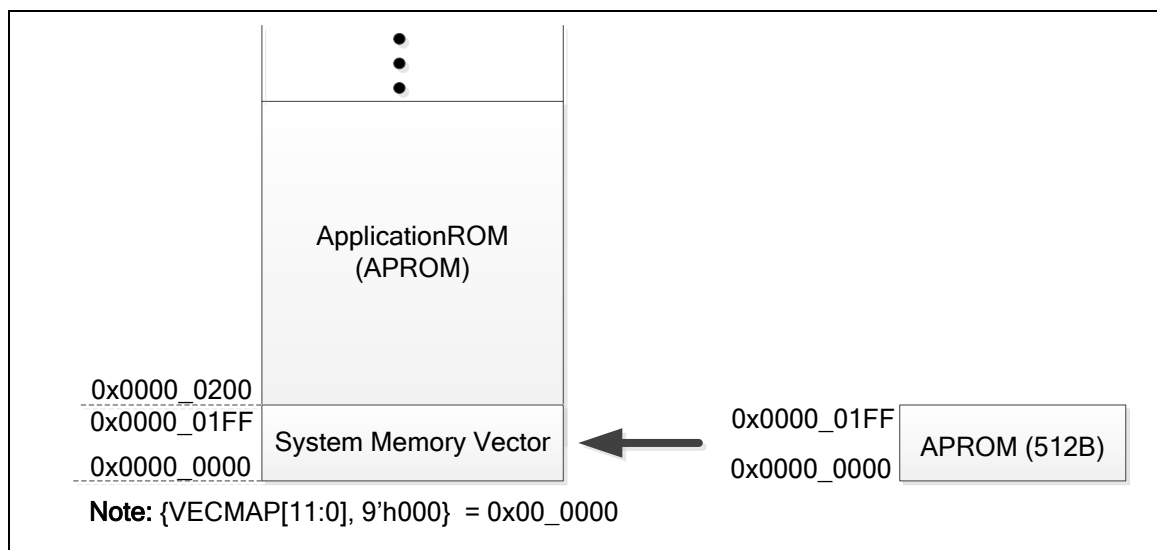 ApplicationROM
(APROM)
0x0000_0200
0x0000_01FF
System Memory Vector
0x0000_0000
0x0000_01FF
APROM (512B)
0x0000_0000
Note: {VECMAP[11:0], 9'h000} = 0x00_0000